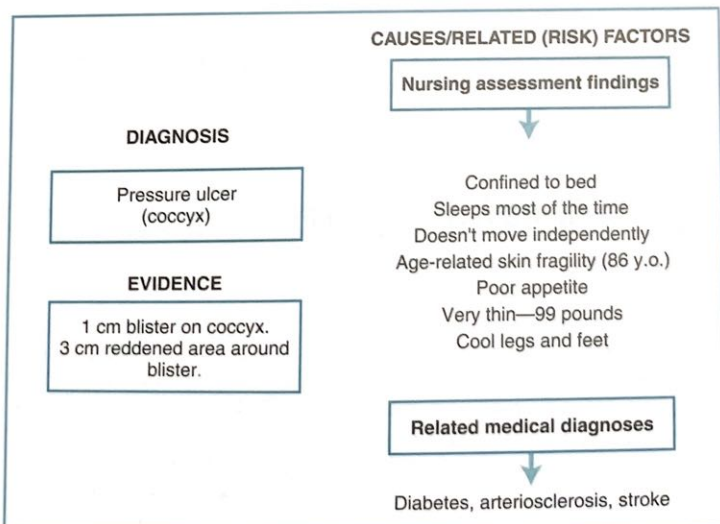 CAUSES/RELATED (RISK) FACTORS
Nursing assessment findings
DIAGNOSIS
Pressure ulcer
(coccyx)
EVIDENCE
1 cm blister on coccyx.
3 cm reddened area around
blister.
Confined to bed
Sleeps most of the time
Doesn't move independently
Age-related skin fragility (86 y.o.)
Poor appetite
Very thin—99 pounds
Cool legs and feet
Related medical diagnoses
Diabetes, arteriosclerosis, stroke